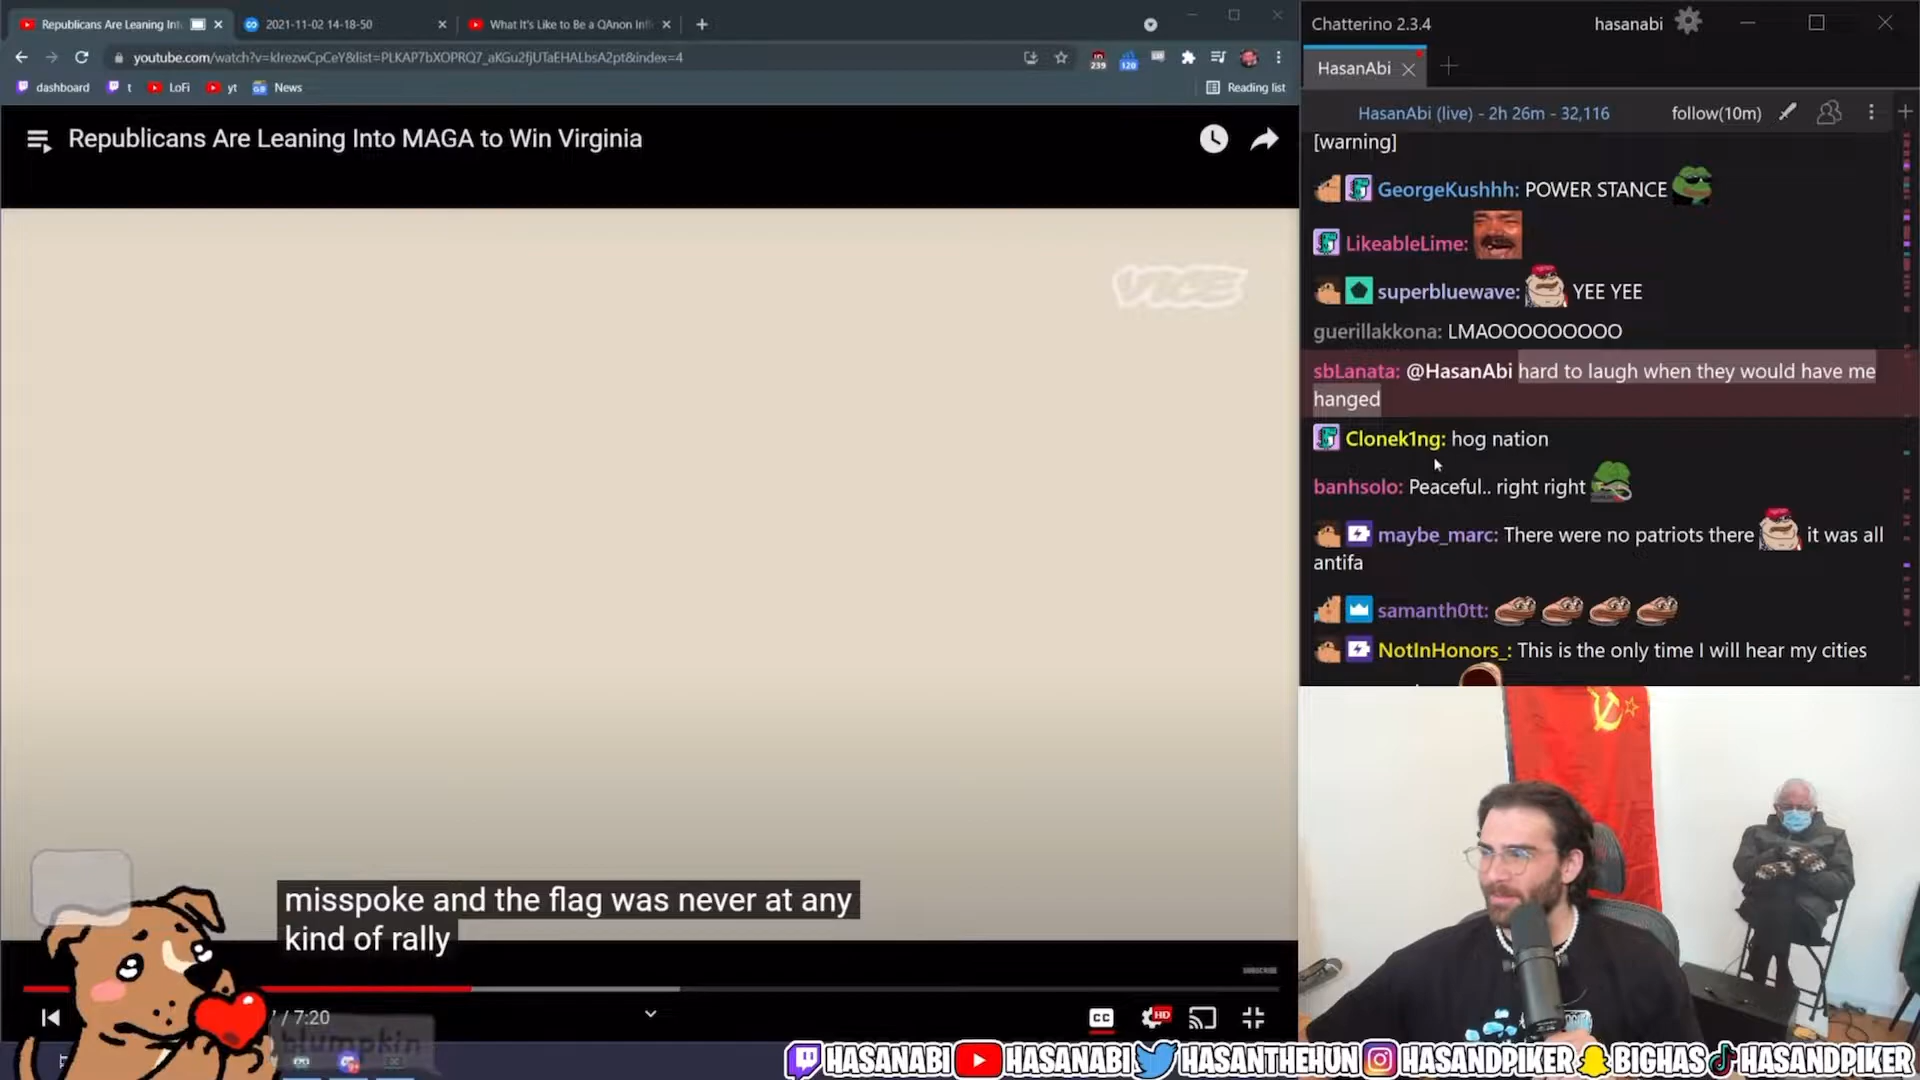 Republicans Are Leaning Int
2021-11-02 14-18-50
What It's Like to Be a QAnon Inf
youtube.com/watch?v=klrezwCpCeY&list=PLKAP7bXOPRQ7_aKGu2fjUTaEHALbsA2pt&index=4
239
120
dashboard
t
LoFi
yt
News
Reading list
Republicans Are Leaning Into MAGA to Win Virginia
VICE
misspoke and the flag was never at any
kind of rally
SUBSCRIBE
/ 7:20
CC
HD
blumpkin
Chatterino 2.3.4
hasanabi
HasanAbi
HasanAbi (live) - 2h 26m - 32,116
follow(10m)
[warning]
GeorgeKushhh: POWER STANCE
LikeableLime:
superbluewave: YEE YEE
guerillakkona: LMAOOOOOOOOO
sbLanata: @HasanAbi hard to laugh when they would have me
hanged
Clonek1ng: hog nation
banhsolo: Peaceful.. right right
maybe_marc: There were no patriots there it was all
antifa
samanth0tt:
NotInHonors_: This is the only time I will hear my cities
HASANABI HASANABI HASANTHEHUN HASANDPIKER BIGHAS HASANDPIKER